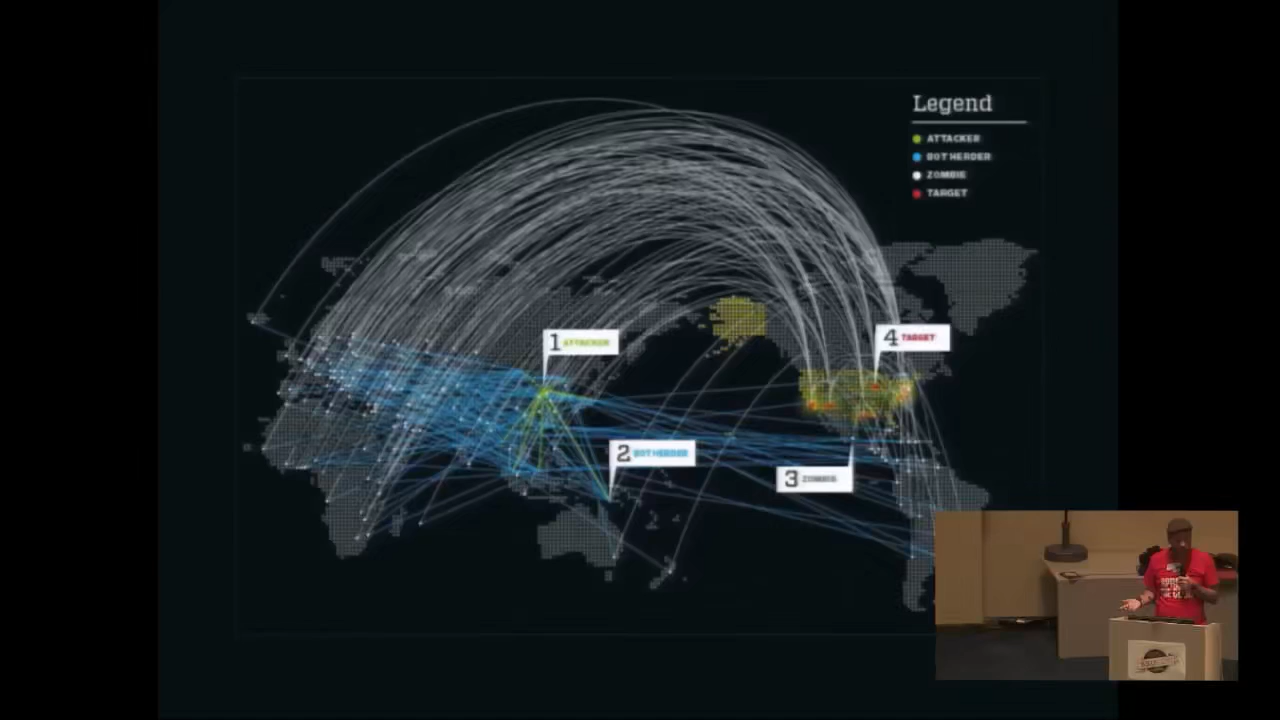 Legend
ATTACKER
BOT HERDER
ZOMBIE
TARGET
1 ATTACKER
4 TARGET
2 BOT HERDER
3 ZOMBIE